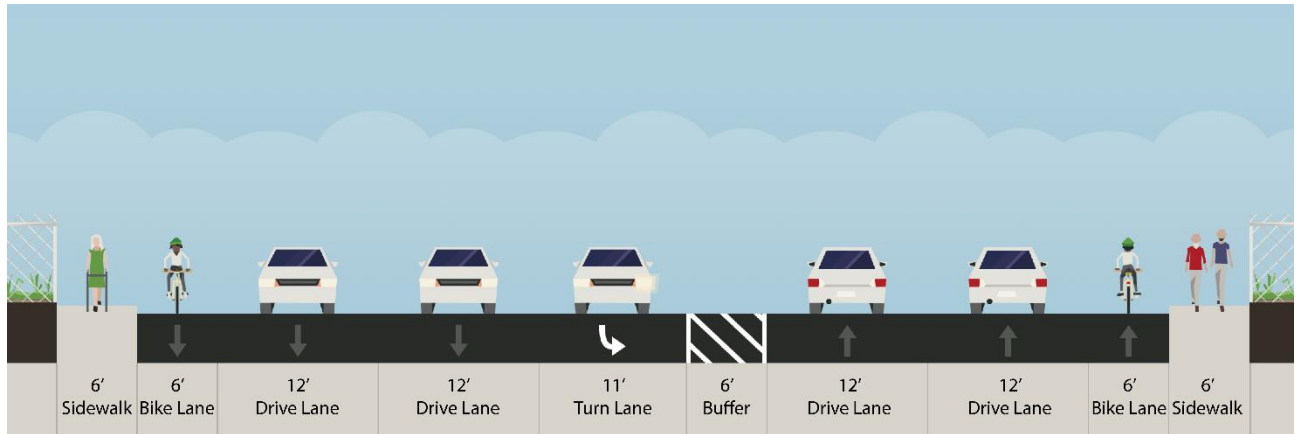 6’
Sidewalk
6’
Bike Lane
12’
Drive Lane
12’
Drive Lane
11’
Turn Lane
6’
Buffer
12’
Drive Lane
12’
Drive Lane
6’
Bike Lane
6’
Sidewalk